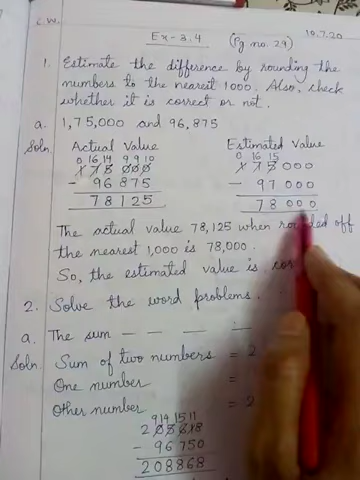 C.W.
Ex-3.4 (Pg no. 29) 10.7.20
1. Estimate the difference by rounding the
numbers to the nearest 1000. Also, check
whether it is correct or not.
a. 1,75,000 and 96,875
Soln. Actual Value Estimated Value
0 16 14 9 9 10 0 16 15
1 7 5 0 0 0 1 7 5 0 0 0
- 9 6 8 7 5 - 9 7 0 0 0
7 8 1 2 5 7 8 0 0 0
The actual value 78,125 when rounded off
the nearest 1,000 is 78,000.
So, the estimated value is
2. Solve the word problems.
a. The sum — — — —
Soln. Sum of two numbers = 2
One number =
Other number = 2
9 14 15 11
2 0 5 6 1 8
- 9 6 7 5 0
2 0 8 8 6 8